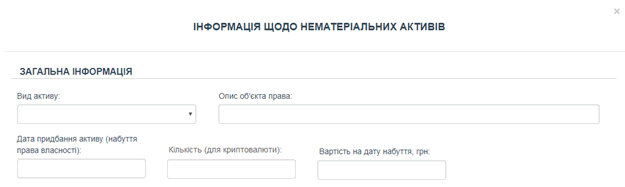 ІНФОРМАЦІЯ ЩОДО НЕМАТЕРІАЛЬНИХ АКТИВІВ
ЗАГАЛЬНА ІНФОРМАЦІЯ
Вид активу:
Опис об'єкта права:
Дата придбання активу (набуття
права власності):
Кількість (для криптовалюти):
Вартість на дату набуття, грн: